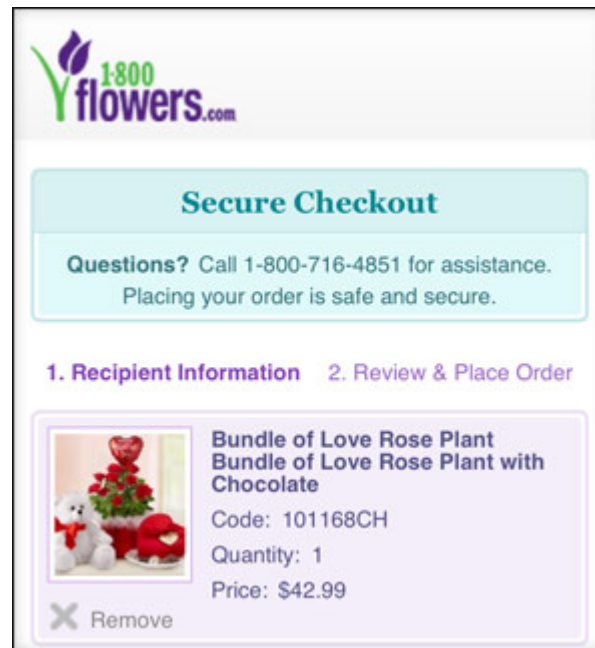 1-800
flowers.com
Secure Checkout
Questions? Call 1-800-716-4851 for assistance.
Placing your order is safe and secure.
1. Recipient Information 2. Review & Place Order
Bundle of Love Rose Plant
Bundle of Love Rose Plant with
Chocolate
Code: 101168CH
Quantity: 1
Price: $42.99
Remove